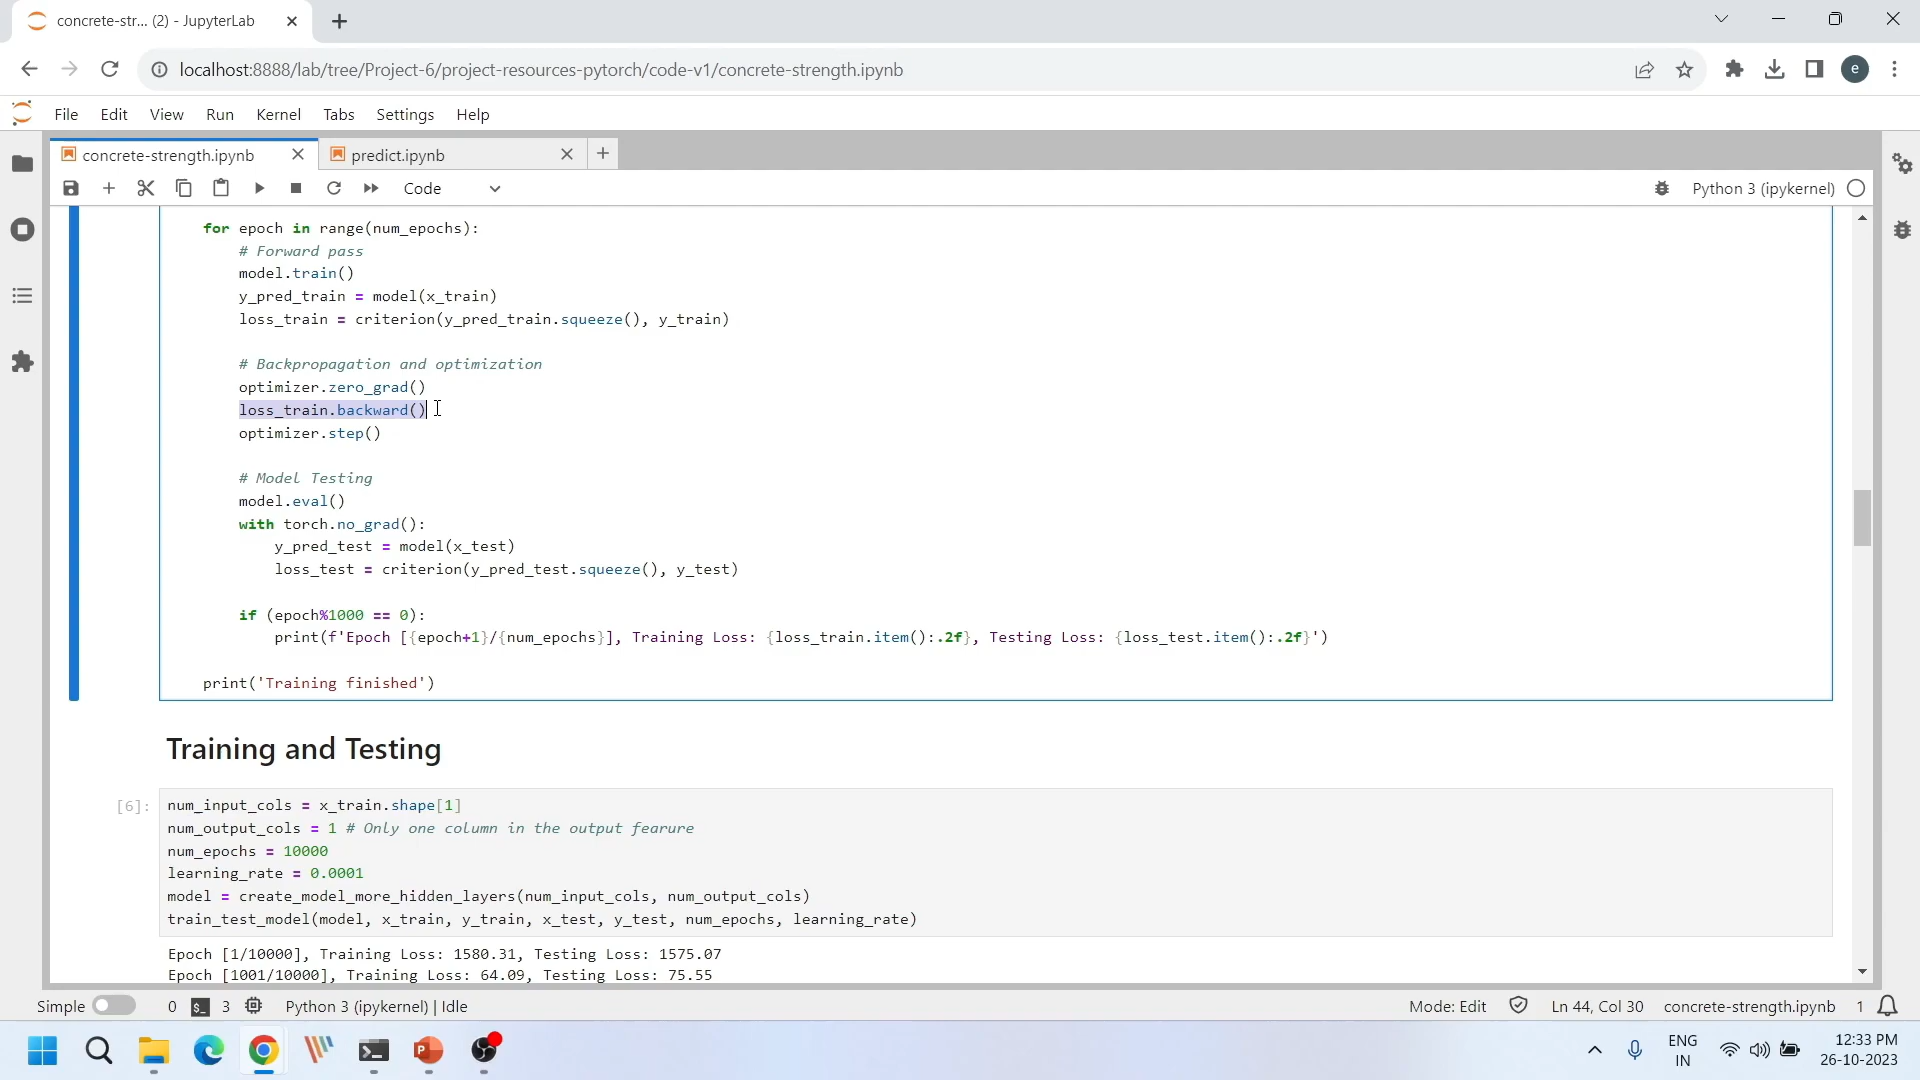 concrete-str... (2) - JupyterLab
localhost:8888/lab/tree/Project-6/project-resources-pytorch/code-v1/concrete-strength.ipynb
e
File Edit View Run Kernel Tabs Settings Help
concrete-strength.ipynb predict.ipynb
Code Python 3 (ipykernel)
for epoch in range(num_epochs):
# Forward pass
model.train()
y_pred_train = model(x_train)
loss_train = criterion(y_pred_train.squeeze(), y_train)
# Backpropagation and optimization
optimizer.zero_grad()
loss_train.backward()
optimizer.step()
# Model Testing
model.eval()
with torch.no_grad():
y_pred_test = model(x_test)
loss_test = criterion(y_pred_test.squeeze(), y_test)
if (epoch%1000 == 0):
print(f'Epoch [{epoch+1}/{num_epochs}], Training Loss: {loss_train.item():.2f}, Testing Loss: {loss_test.item():.2f}')
print('Training finished')
Training and Testing
[6]: num_input_cols = x_train.shape[1]
num_output_cols = 1 # Only one column in the output fearure
num_epochs = 10000
learning_rate = 0.0001
model = create_model_more_hidden_layers(num_input_cols, num_output_cols)
train_test_model(model, x_train, y_train, x_test, y_test, num_epochs, learning_rate)
Epoch [1/10000], Training Loss: 1580.31, Testing Loss: 1575.07
Epoch [1001/10000], Training Loss: 64.09, Testing Loss: 75.55
Simple 0 $_ 3 Python 3 (ipykernel) | Idle Mode: Edit Ln 44, Col 30 concrete-strength.ipynb 1
P ENG 12:33 PM
IN 26-10-2023